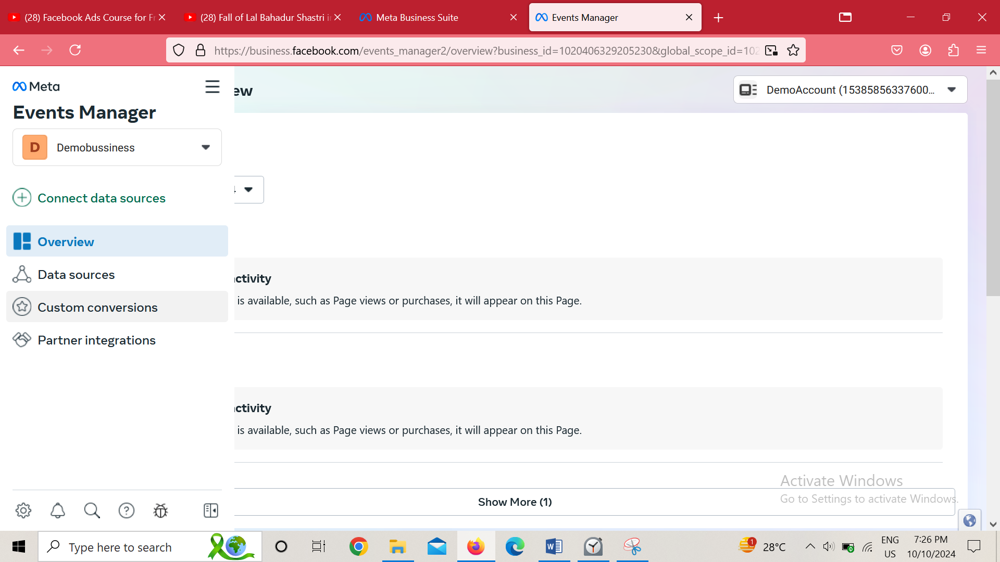 (28) Facebook Ads Course for Fr
(28) Fall of Lal Bahadur Shastri i
Meta Business Suite
Events Manager
https://business.facebook.com/events_manager2/overview?business_id=1020406329205230&global_scope_id=102
Meta
ew
DemoAccount (15385856337600...
Events Manager
D Demobussiness
Connect data sources
Overview
Data sources
ctivity
is available, such as Page views or purchases, it will appear on this Page.
Custom conversions
Partner integrations
ctivity
is available, such as Page views or purchases, it will appear on this Page.
Show More (1)
Activate Windows
Go to Settings to activate Windows.
Type here to search
1
28°C
ENG
US
7:26 PM
10/10/2024